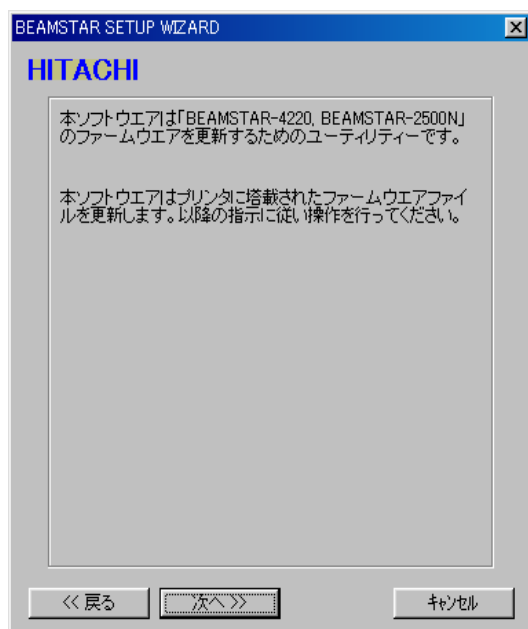 BEAMSTAR SETUP WIZARD
HITACHI
本ソフトウエアは「BEAMSTAR-4220, BEAMSTAR-2500N」
のファームウエアを更新するためのユーティリティーです。
本ソフトウエアはプリンタに塔載されたファームウエアファイ
ルを更新します。以降の指示に従い操作を行ってください。
<< 戻る
次へ >>
ｷｬﾝｾﾙ